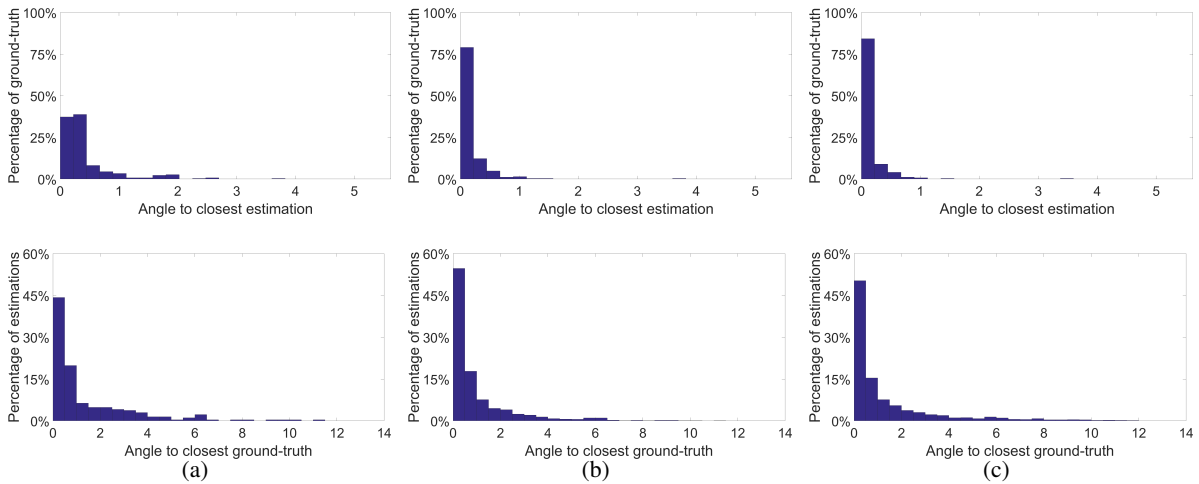 100%
75%
50%
25%
0%
Percentage of ground-truth
0 1 2 3 4 5
Angle to closest estimation
100%
75%
50%
25%
0%
Percentage of ground-truth
0 1 2 3 4 5
Angle to closest estimation
100%
75%
50%
25%
0%
Percentage of ground-truth
0 1 2 3 4 5
Angle to closest estimation
60%
45%
30%
15%
0%
Percentage of estimations
0 2 4 6 8 10 12 14
Angle to closest ground-truth
(a)
60%
45%
30%
15%
0%
Percentage of estimations
0 2 4 6 8 10 12 14
Angle to closest ground-truth
(b)
60%
45%
30%
15%
0%
Percentage of estimations
0 2 4 6 8 10 12 14
Angle to closest ground-truth
(c)